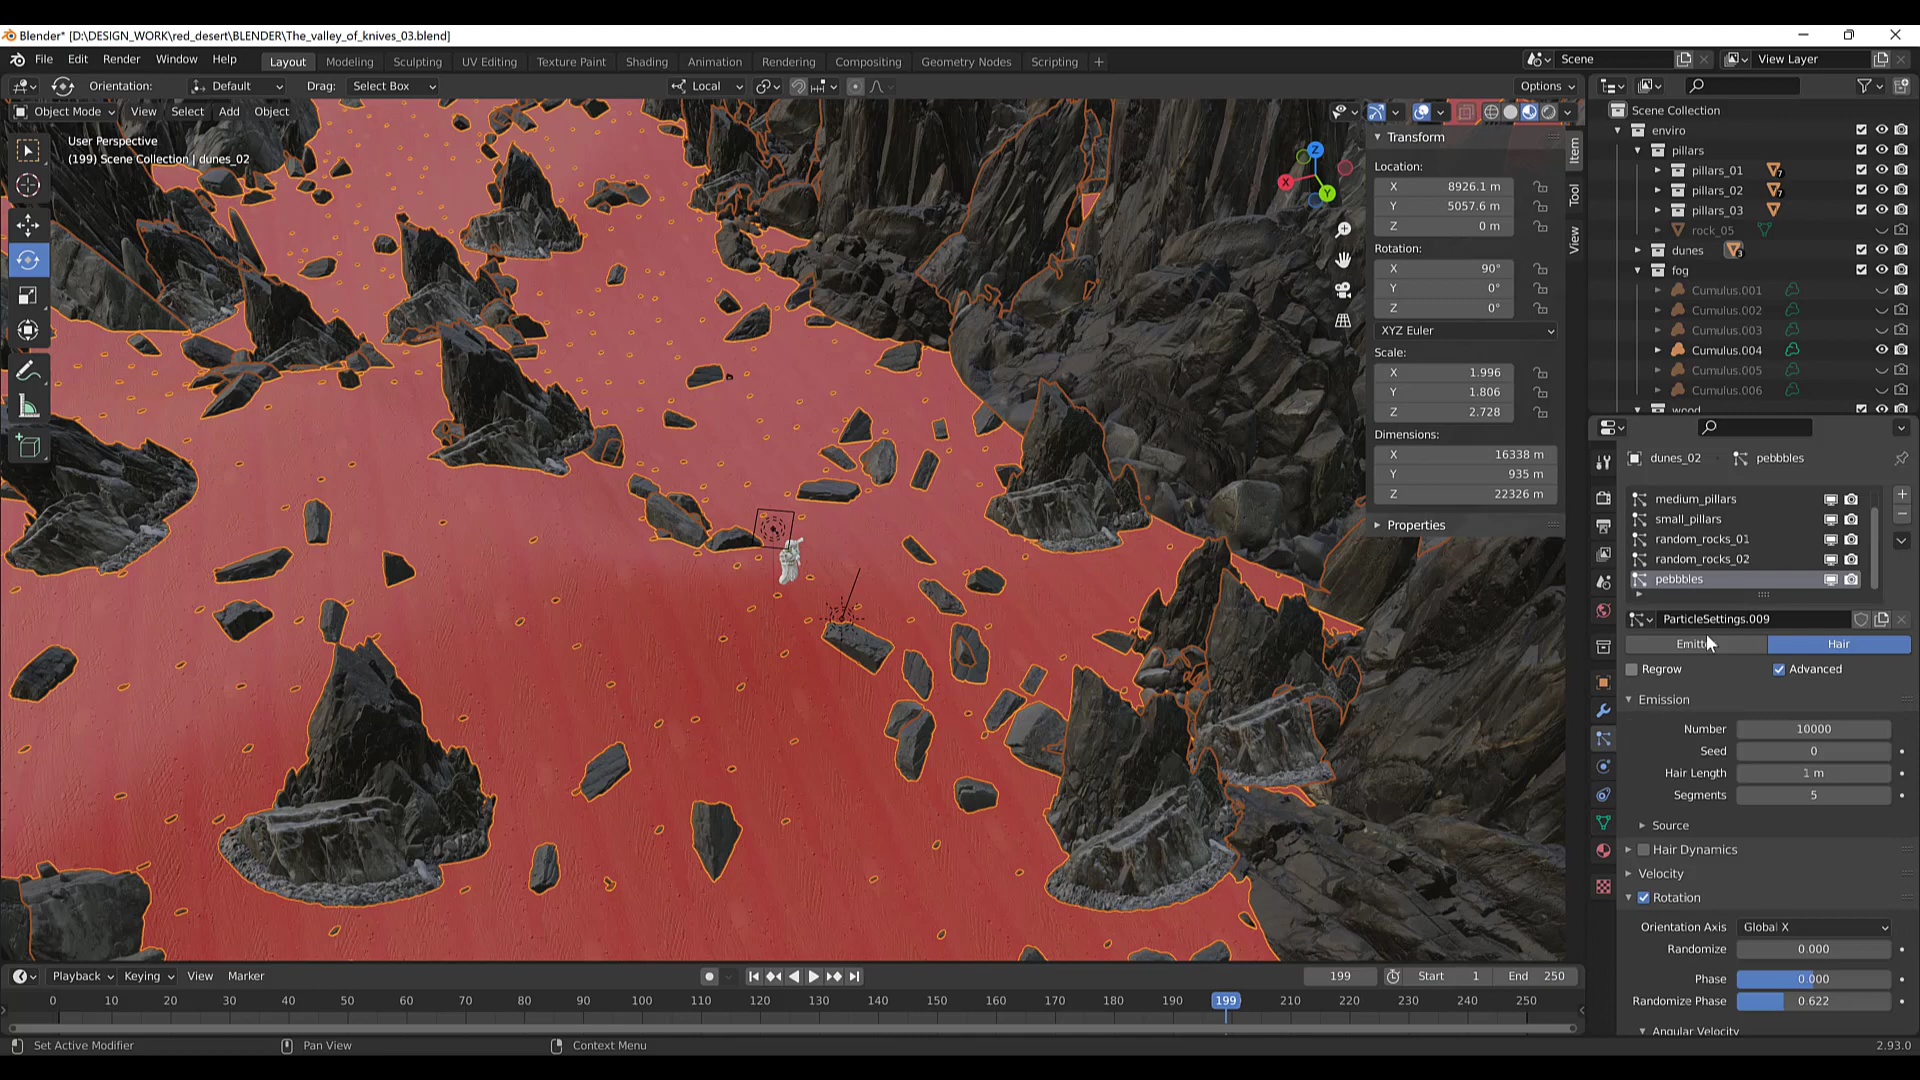 Blender* [D:\DESIGN_WORK\red_desert\BLENDER\The_valley_of_knives_03.blend]
File Edit Render Window Help Layout Modeling Sculpting UV Editing Texture Paint Shading Animation Rendering Compositing Geometry Nodes Scripting + Scene View Layer
Orientation: Default Drag: Select Box Local Options
Object Mode View Select Add Object
User Perspective
(199) Scene Collection | dunes_02
Transform
Location:
X 8926.1 m
Y 5057.6 m
Z 0 m
Rotation:
X 90°
Y 0°
Z 0°
XYZ Euler
Scale:
X 1.996
Y 1.806
Z 2.728
Dimensions:
X 16338 m
Y 935 m
Z 22326 m
Properties
Item
Tool
View
Z
X
Y
Scene Collection
enviro
pillars
pillars_01 7
pillars_02 7
pillars_03
rock_05
dunes 3
fog
Cumulus.001
Cumulus.002
Cumulus.003
Cumulus.004
Cumulus.005
Cumulus.006
wood
dunes_02 pebbbles
medium_pillars
small_pillars
random_rocks_01
random_rocks_02
pebbbles
ParticleSettings.009
Hair
Regrow Advanced
Emission
Number 10000
Seed 0
Hair Length 1 m
Segments 5
Source
Hair Dynamics
Velocity
Rotation
Orientation Axis Global X
Randomize 0.000
Phase 0.000
Randomize Phase 0.622
Angular Velocity
Playback Keying View Marker 199 Start 1 End 250
0 10 20 30 40 50 60 70 80 90 100 110 120 130 140 150 160 170 180 190 199 210 220 230 240 250
Set Active Modifier Pan View Context Menu 2.93.0